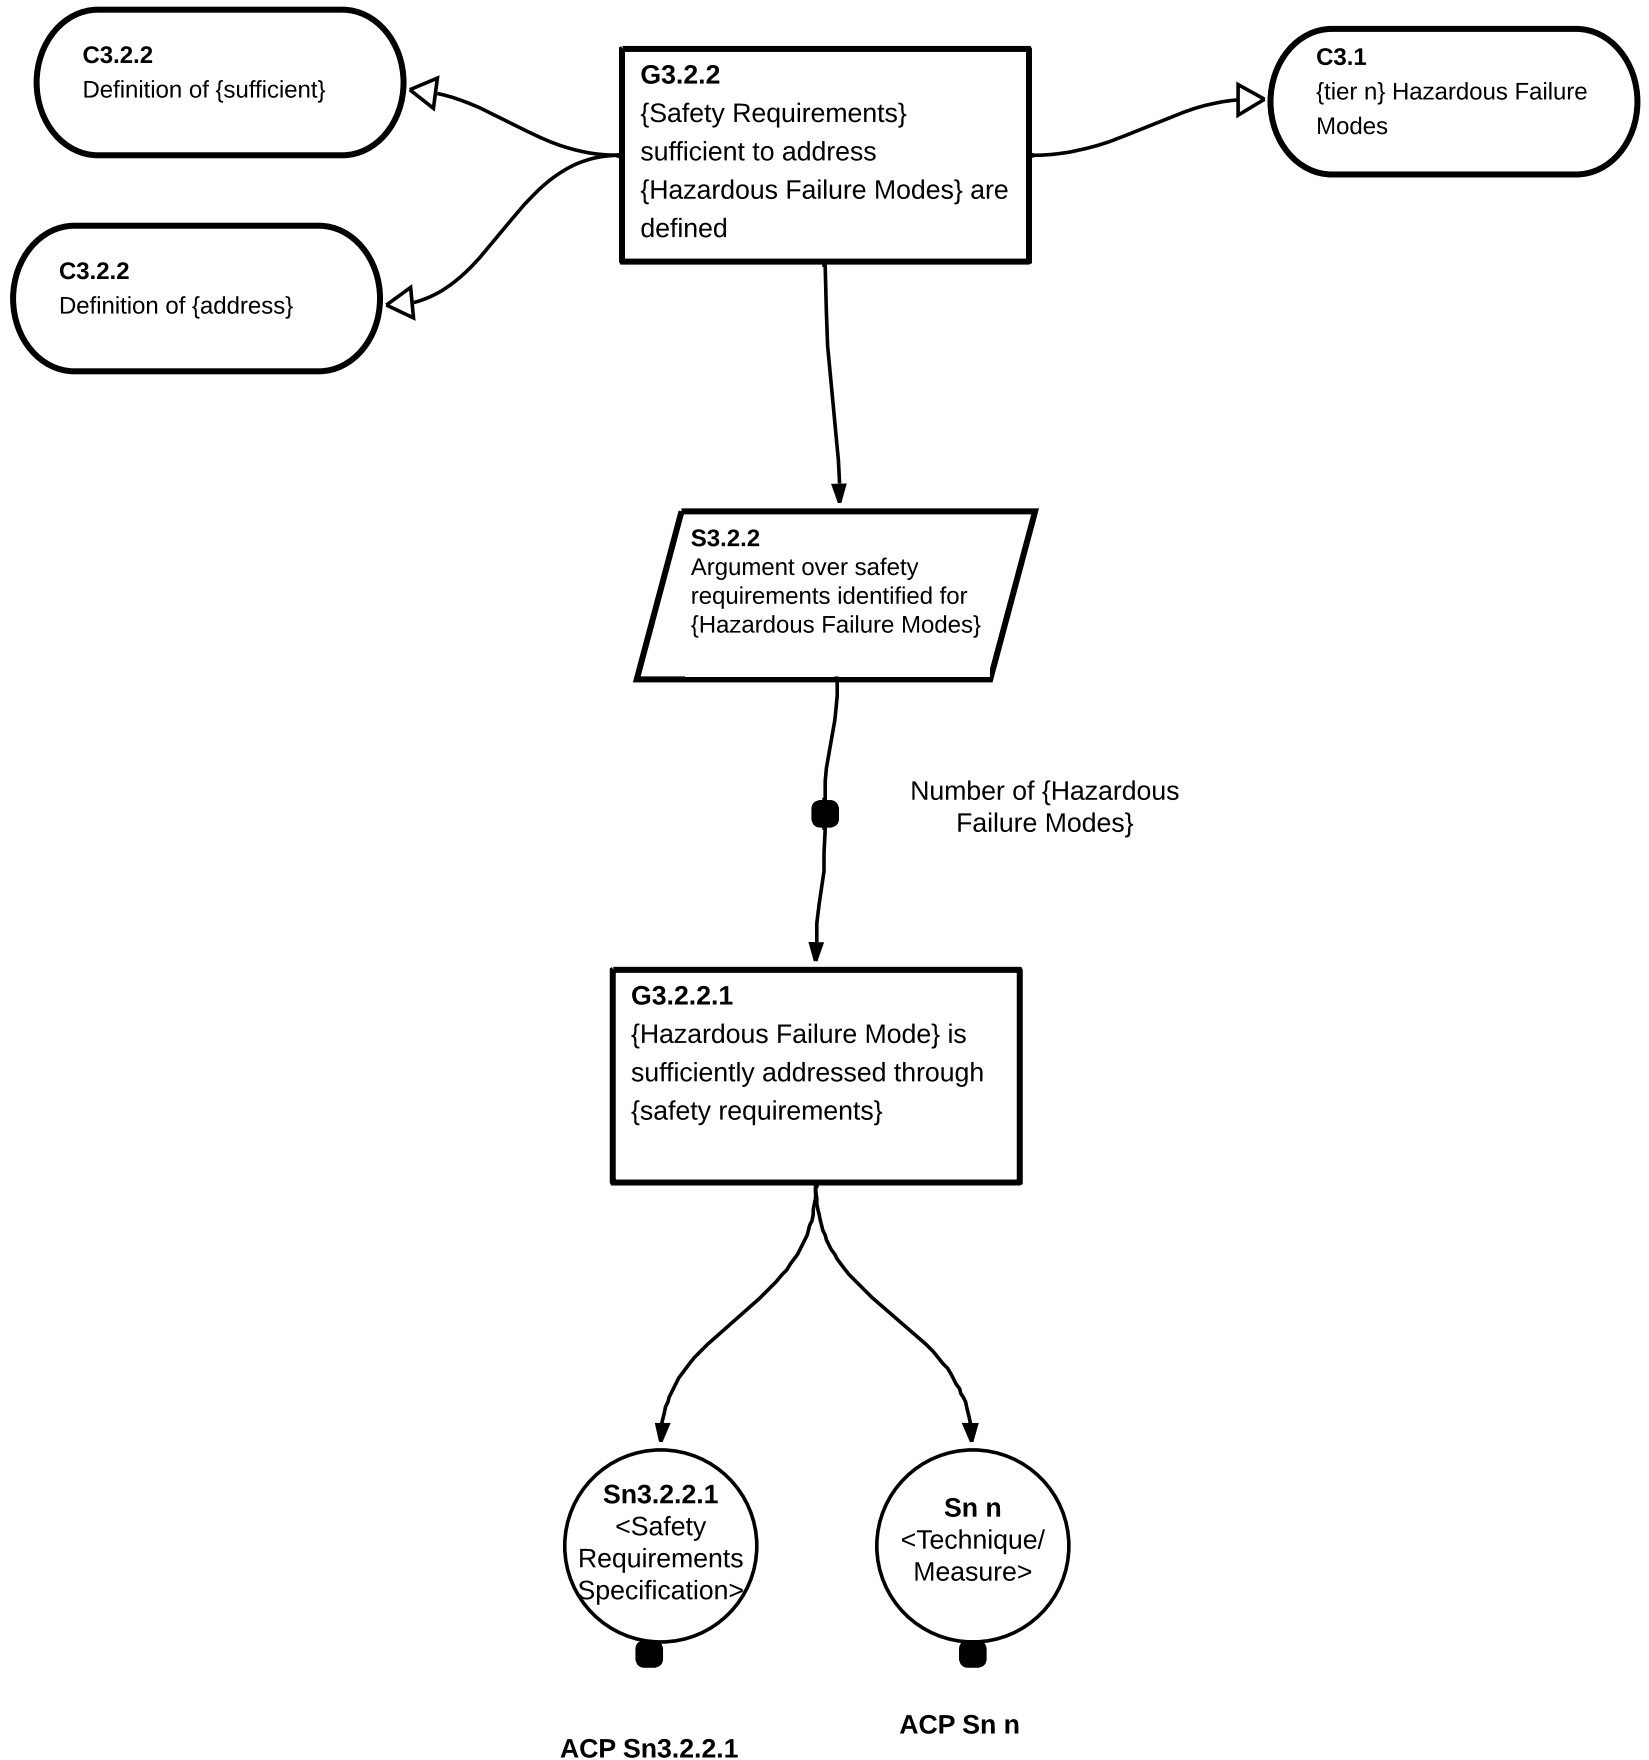 C3.2.2
Definition of {sufficient}
G3.2.2
{Safety Requirements}
sufficient to address
{Hazardous Failure Modes} are
defined
C3.1
{tier n} Hazardous Failure
Modes
C3.2.2
Definition of {address}
S3.2.2
Argument over safety
requirements identified for
{Hazardous Failure Modes}
Number of {Hazardous
Failure Modes}
G3.2.2.1
{Hazardous Failure Mode} is
sufficiently addressed through
{safety requirements}
Sn3.2.2.1
<Safety
Requirements
Specification>
Sn n
<Technique/
Measure>
ACP Sn3.2.2.1
ACP Sn n